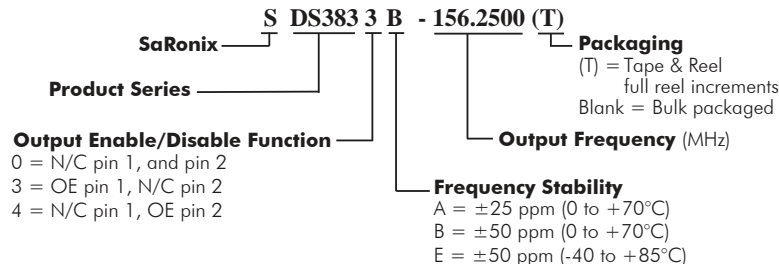 S DS383 3 B - 156.2500 (T)
SaRonix
Product Series
Output Enable/Disable Function
0 = N/C pin 1, and pin 2
3 = OE pin 1, N/C pin 2
4 = N/C pin 1, OE pin 2
Packaging
(T) = Tape & Reel
full reel increments
Blank = Bulk packaged
Output Frequency (MHz)
Frequency Stability
A = ±25 ppm (0 to +70°C)
B = ±50 ppm (0 to +70°C)
E = ±50 ppm (-40 to +85°C)